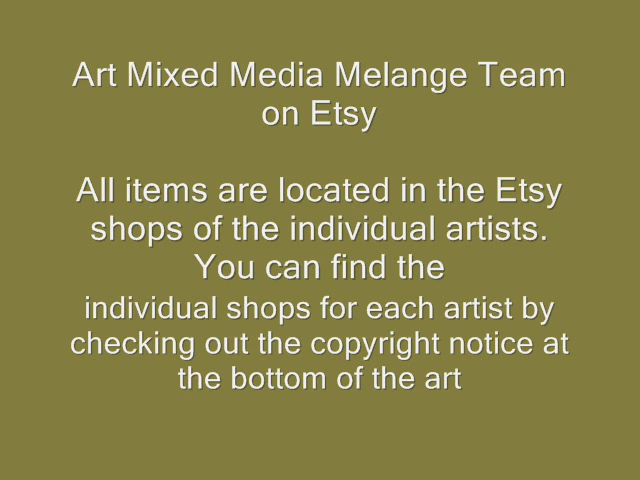 Art Mixed Media Melange Team
on Etsy
All items are located in the Etsy
shops of the individual artists.
You can find the
individual shops for each artist by
checking out the copyright notice at
the bottom of the art